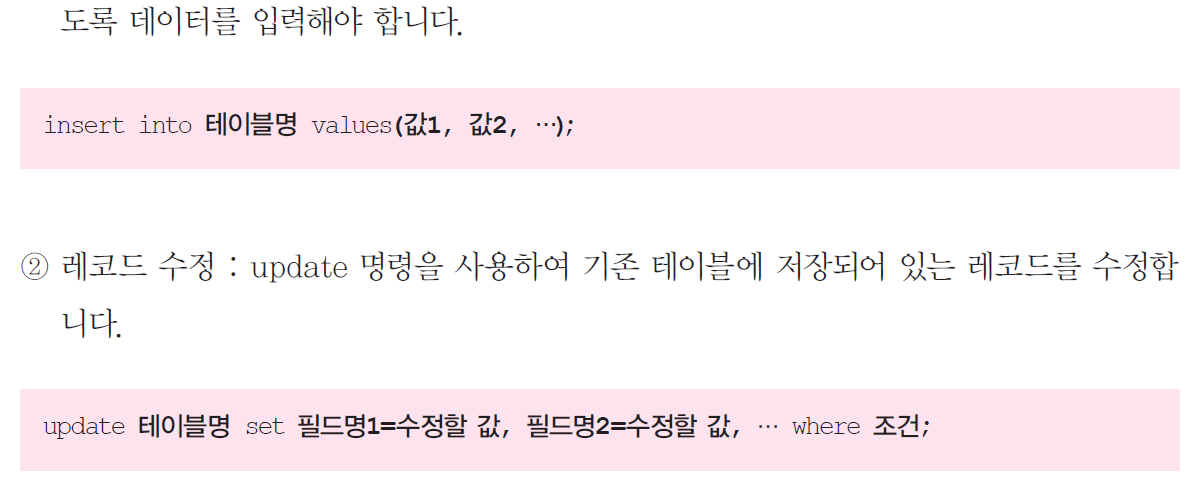 도록 데이터를 입력해야 합니다.
insert into 테이블명 values(값1, 값2, …);
② 레코드 수정 : update 명령을 사용하여 기존 테이블에 저장되어 있는 레코드를 수정합
니다.
update 테이블명 set 필드명1=수정할 값, 필드명2=수정할 값, … where 조건;